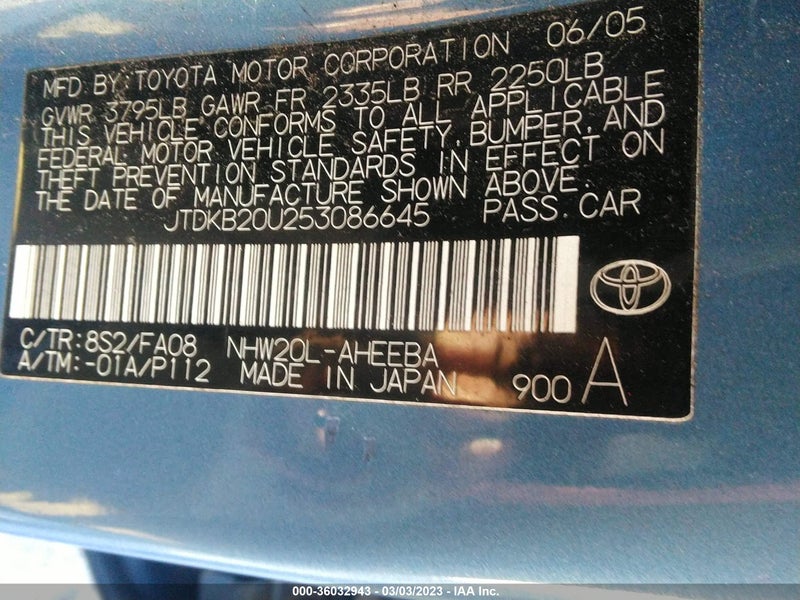 MFD BY: TOYOTA MOTOR CORPORATION 06/05
GVWR 3795LB GAWR FR 2335LB RR 2250LB
THIS VEHICLE CONFORMS TO ALL APPLICABLE
FEDERAL MOTOR VEHICLE SAFETY, BUMPER, AND
THEFT PREVENTION STANDARDS IN EFFECT ON
THE DATE OF MANUFACTURE SHOWN ABOVE.
JTDKB20U253086645 PASS. CAR
C/TR: 8S2/FA08 NHW20L-AHEEBA
A/TM: -01A/P112 MADE IN JAPAN 900 A
000-36032943 - 03/03/2023 - IAA Inc.